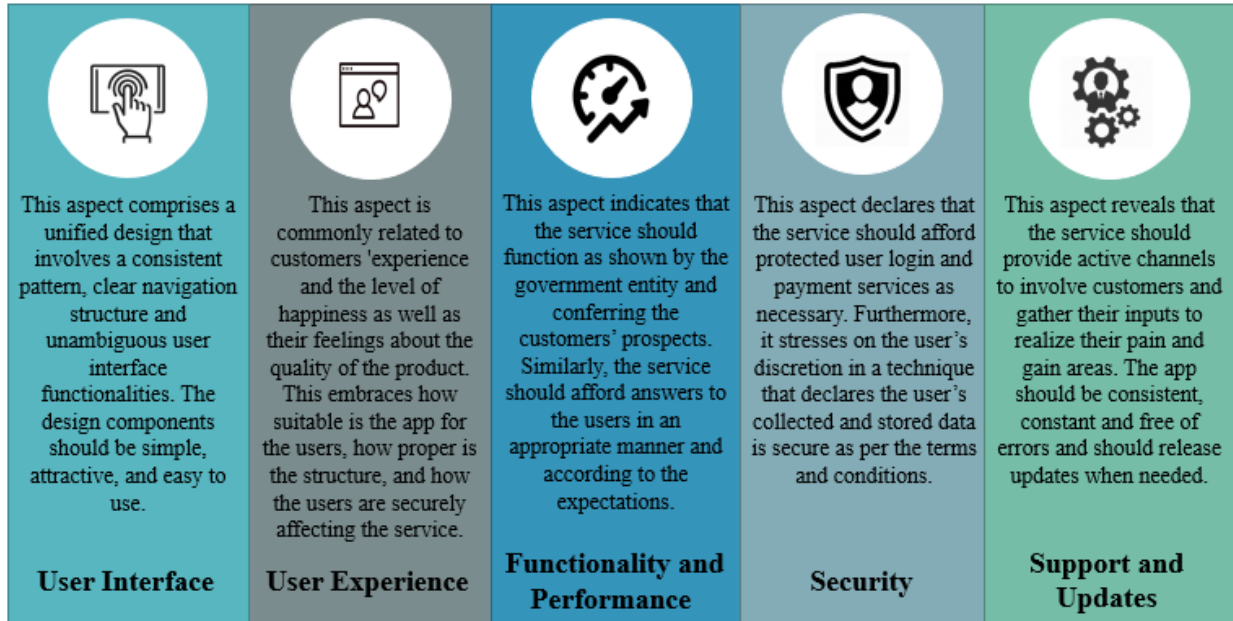 This aspect comprises a
unified design that
involves a consistent
pattern, clear navigation
structure and
unambiguous user
interface
functionalities. The
design components
should be simple,
attractive, and easy to
use.
User Interface
This aspect is
commonly related to
customers 'experience
and the level of
happiness as well as
their feelings about the
quality of the product.
This embraces how
suitable is the app for
the users, how proper is
the structure, and how
the users are securely
affecting the service.
User Experience
This aspect indicates that
the service should
function as shown by the
government entity and
conferring the
customers’ prospects.
Similarly, the service
should afford answers to
the users in an
appropriate manner and
according to the
expectations.
Functionality and
Performance
This aspect declares that
the service should afford
protected user login and
payment services as
necessary. Furthermore,
it stresses on the user’s
discretion in a technique
that declares the user’s
collected and stored data
is secure as per the terms
and conditions.
Security
This aspect reveals that
the service should
provide active channels
to involve customers and
gather their inputs to
realize their pain and
gain areas. The app
should be consistent,
constant and free of
errors and should release
updates when needed.
Support and
Updates